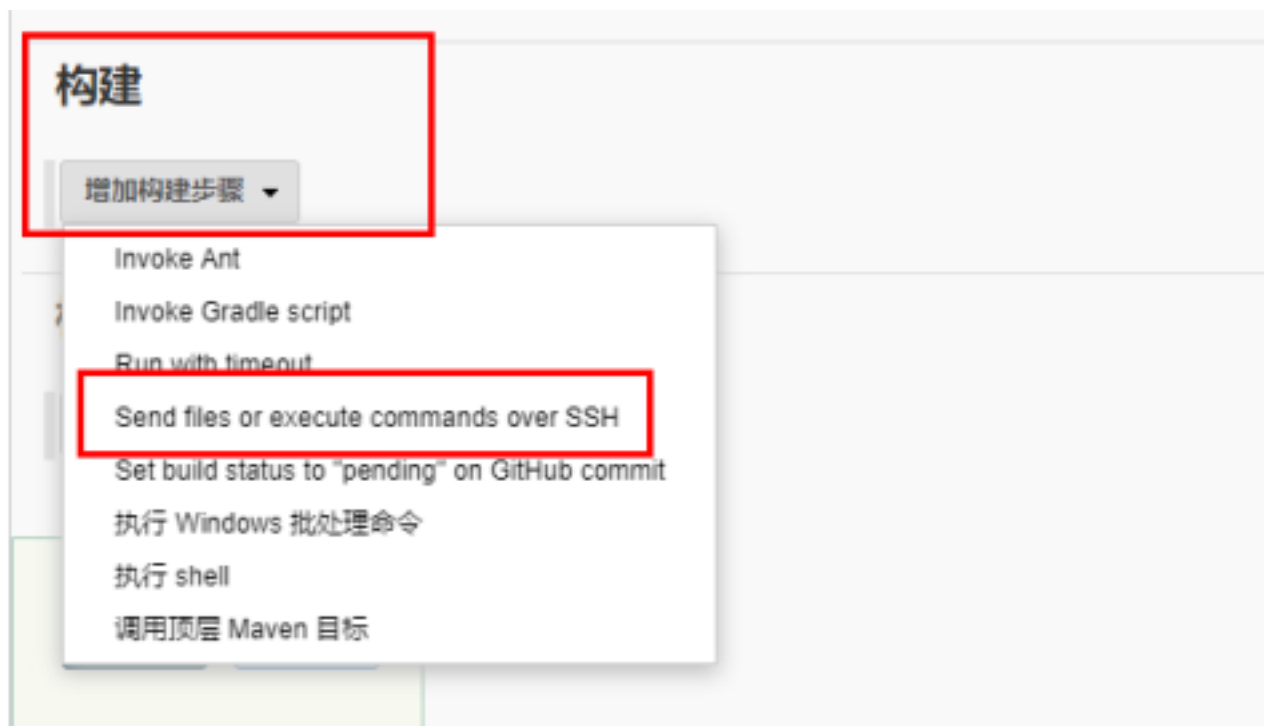 构建
增加构建步骤
Invoke Ant
Invoke Gradle script
Run with timeout
Send files or execute commands over SSH
Set build status to "pending" on GitHub commit
执行 Windows 批处理命令
执行 shell
调用顶层 Maven 目标